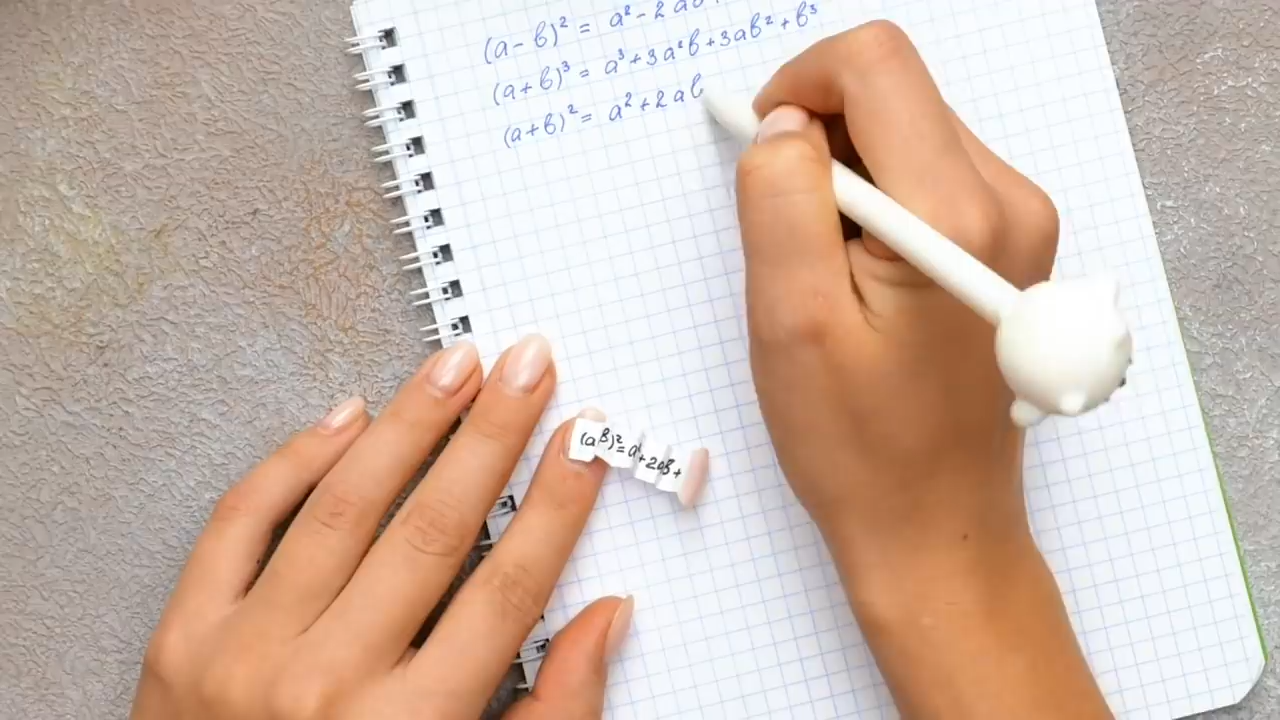 (a-b)² = a²-2ab
(a+b)³ = a³+3a²b+3ab²+b³
(a+b)² = a²+2ab
(aB)²=a²+2aB+